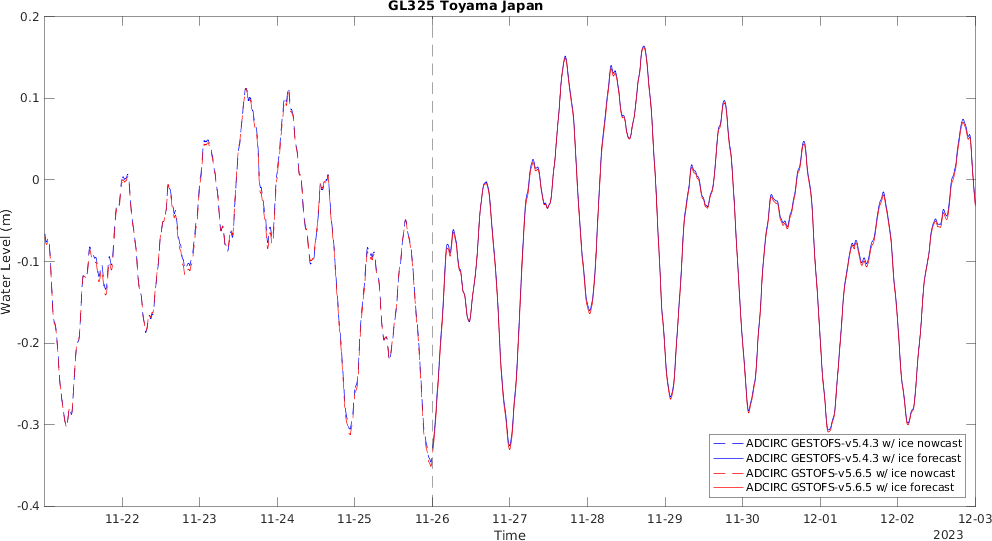 GL325 Toyama Japan
0.2
0.1
0
-0.1
-0.2
-0.3
-0.4
Water Level (m)
ADCIRC GESTOFS-v5.4.3 w/ ice nowcast
ADCIRC GESTOFS-v5.4.3 w/ ice forecast
ADCIRC GSTOFS-v5.6.5 w/ ice nowcast
ADCIRC GSTOFS-v5.6.5 w/ ice forecast
11-22 11-23 11-24 11-25 11-26 11-27 11-28 11-29 11-30 12-01 12-02 12-03
Time
2023